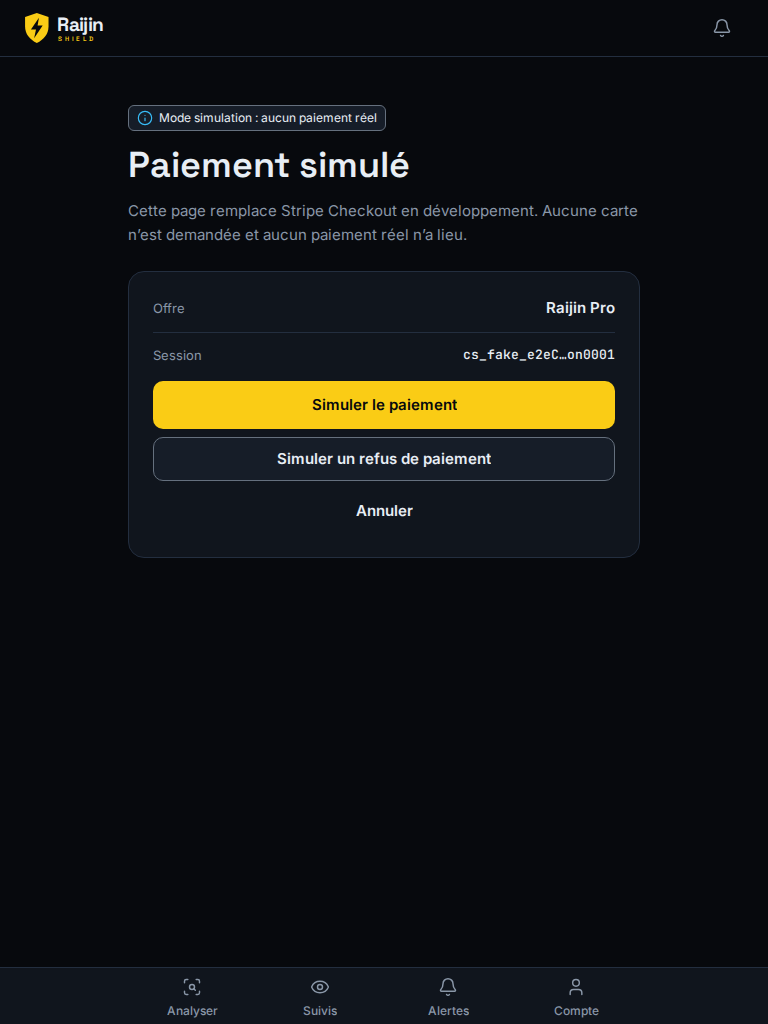 Raijin
SHIELD
Mode simulation : aucun paiement réel
Paiement simulé
Cette page remplace Stripe Checkout en développement. Aucune carte
n’est demandée et aucun paiement réel n’a lieu.
Offre Raijin Pro
Session cs_fake_e2eC…on0001
Simuler le paiement
Simuler un refus de paiement
Annuler
Analyser Suivis Alertes Compte